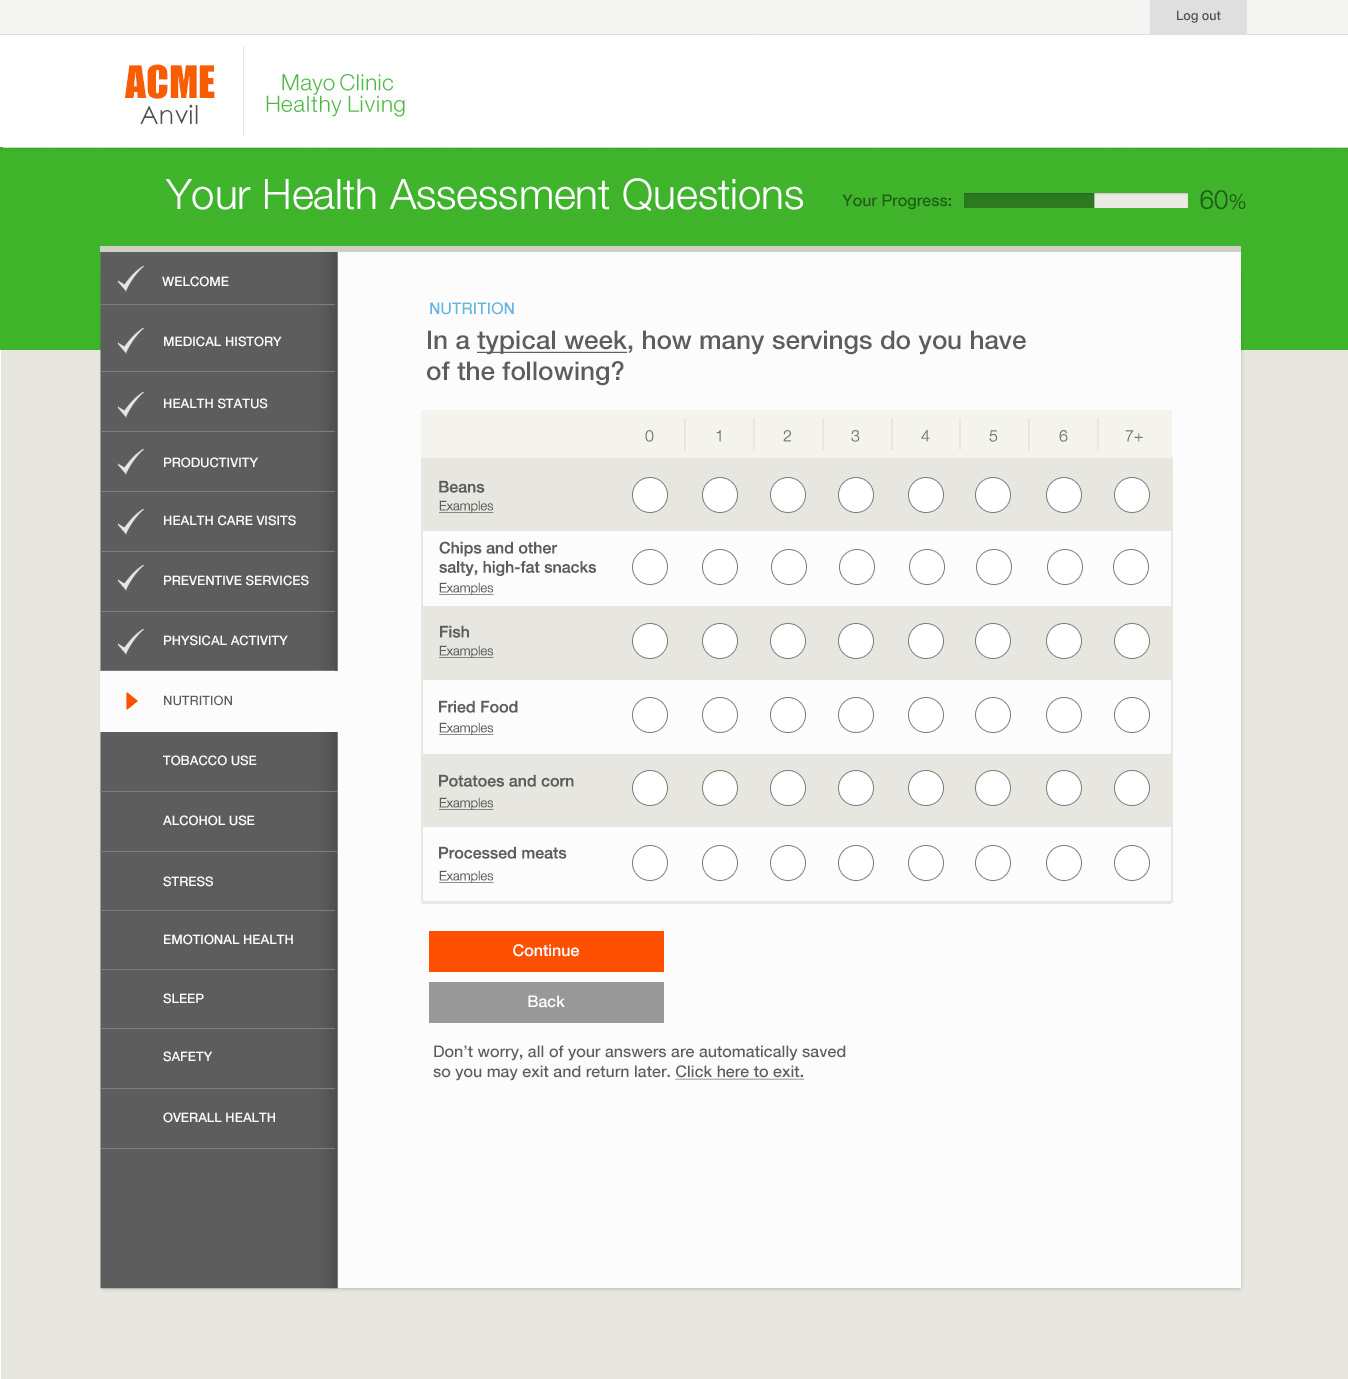 Log out
ACME
Anvil
Mayo Clinic
Healthy Living
Your Health Assessment Questions
Your Progress:
60%
WELCOME
MEDICAL HISTORY
HEALTH STATUS
PRODUCTIVITY
HEALTH CARE VISITS
PREVENTIVE SERVICES
PHYSICAL ACTIVITY
NUTRITION
TOBACCO USE
ALCOHOL USE
STRESS
EMOTIONAL HEALTH
SLEEP
SAFETY
OVERALL HEALTH
NUTRITION
In a typical week, how many servings do you have
of the following?
0 1 2 3 4 5 6 7+
Beans
Examples
Chips and other
salty, high-fat snacks
Examples
Fish
Examples
Fried Food
Examples
Potatoes and corn
Examples
Processed meats
Examples
Continue
Back
Don’t worry, all of your answers are automatically saved
so you may exit and return later. Click here to exit.